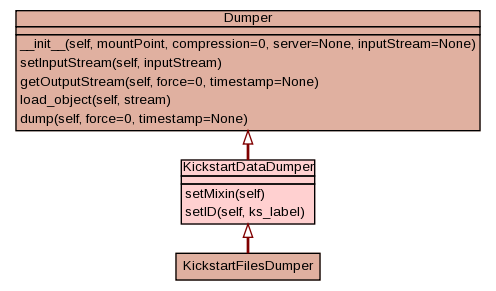 Dumper
__init__(self, mountPoint, compression=0, server=None, inputStream=None)
setInputStream(self, inputStream)
getOutputStream(self, force=0, timestamp=None)
load_object(self, stream)
dump(self, force=0, timestamp=None)
KickstartDataDumper
setMixin(self)
setID(self, ks_label)
KickstartFilesDumper